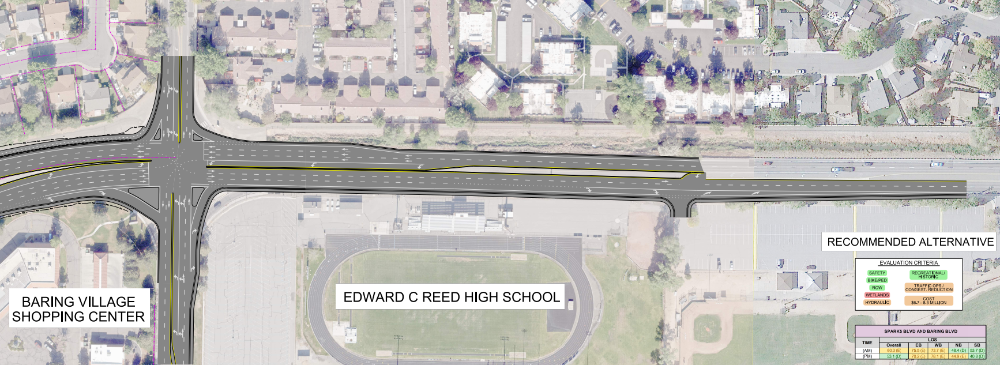 BARING VILLAGE
SHOPPING CENTER
EDWARD C REED HIGH SCHOOL
RECOMMENDED ALTERNATIVE
EVALUATION CRITERIA
SAFETY
BIKE/PED
ROW
WETLANDS
HYDRAULIC
RECREATIONAL/
HISTORIC
TRAFFIC OPS./
CONGEST. REDUCTION
COST
$6.7 - 8.3 MILLION
SPARKS BLVD AND BARING BLVD
TIME LOS
Overall EB WB NB SB
(AM) 60.3 (E) 75.5 (E) 73.7 (E) 48.4 (D) 53.7 (D)
(PM) 53.1 (D) 70.2 (E) 78.1 (E) 44.9 (E) 40.8 (D)